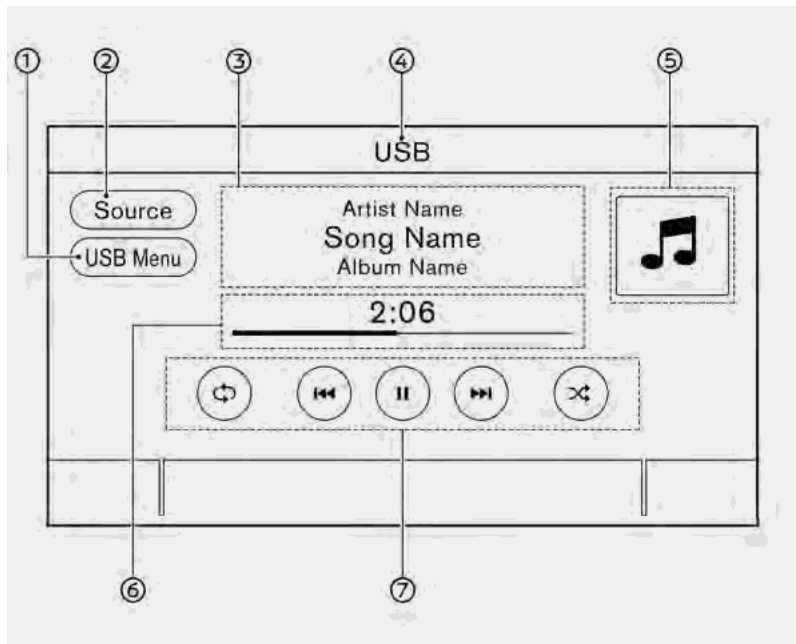 ① ② ③ ④ ⑤
USB
Source
Artist Name
Song Name
USB Menu
Album Name
2:06
⑥ ⑦